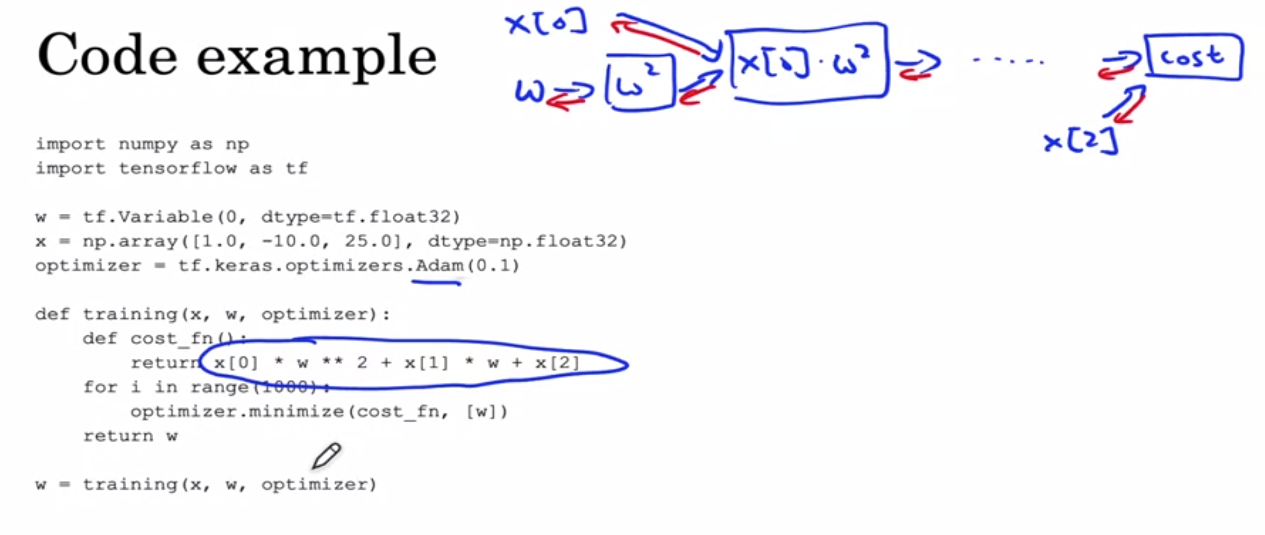 Code example
x[0]
w
w²
x[0]·w²
.....
cost
x[2]
import numpy as np
import tensorflow as tf
w = tf.Variable(0, dtype=tf.float32)
x = np.array([1.0, -10.0, 25.0], dtype=np.float32)
optimizer = tf.keras.optimizers.Adam(0.1)
def training(x, w, optimizer):
    def cost_fn():
        return x[0] * w ** 2 + x[1] * w + x[2]
    for i in range(1000):
        optimizer.minimize(cost_fn, [w])
    return w
w = training(x, w, optimizer)